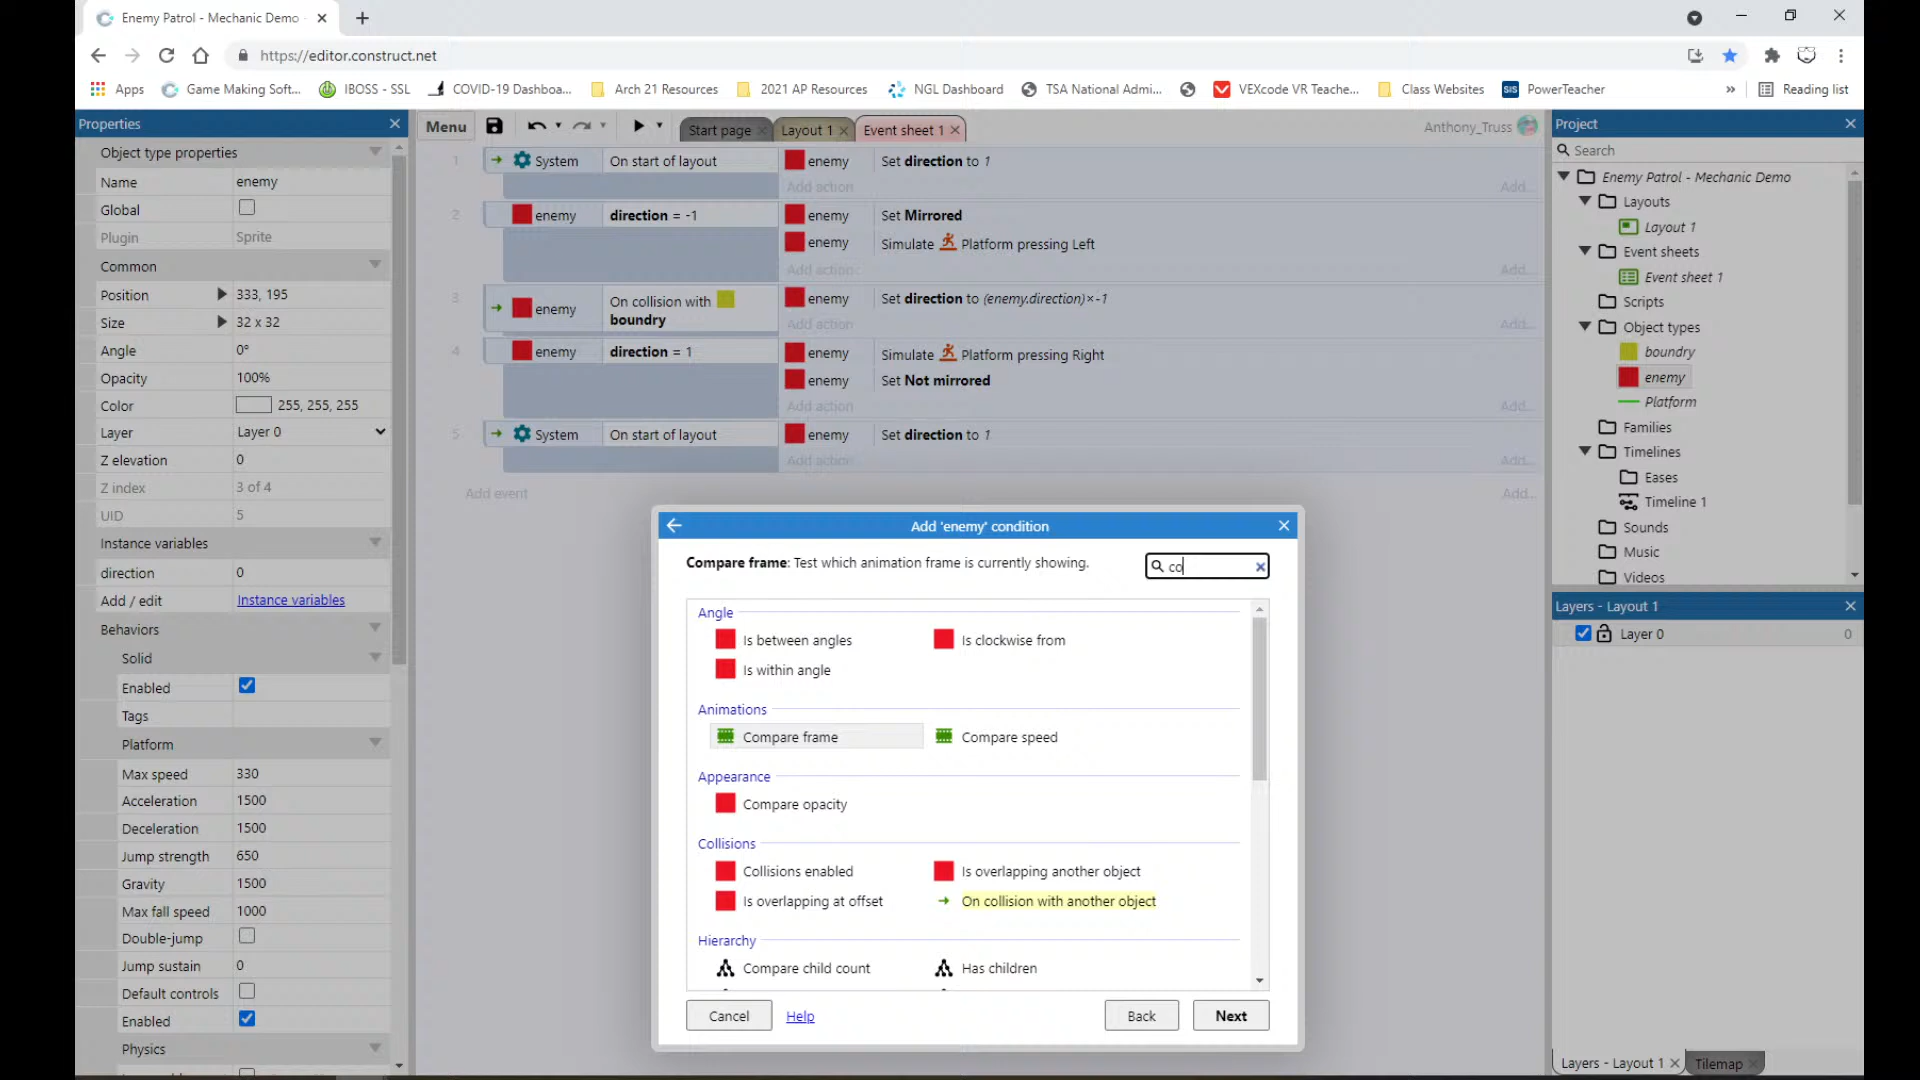 Enemy Patrol - Mechanic Demo
https://editor.construct.net
Apps
Game Making Soft...
IBOSS - SSL
COVID-19 Dashboa...
Arch 21 Resources
2021 AP Resources
NGL Dashboard
TSA National Admi...
VEXcode VR Teache...
Class Websites
SIS
PowerTeacher
»
Reading list
Properties
Object type properties
Name
enemy
Global
Plugin
Sprite
Common
Position
333, 195
Size
32 x 32
Angle
0°
Opacity
100%
Color
255, 255, 255
Layer
Layer 0
Z elevation
0
Z index
3 of 4
UID
5
Instance variables
direction
0
Add / edit
Instance variables
Behaviors
Solid
Enabled
Tags
Platform
Max speed
330
Acceleration
1500
Deceleration
1500
Jump strength
650
Gravity
1500
Max fall speed
1000
Double-jump
Jump sustain
0
Default controls
Enabled
Physics
Menu
Start page
Layout 1
Event sheet 1
Anthony_Truss
1
System
On start of layout
enemy
Set direction to 1
Add action
Add...
2
enemy
direction = -1
enemy
Set Mirrored
enemy
Simulate Platform pressing Left
Add action
Add...
3
enemy
On collision with
boundry
enemy
Set direction to (enemy.direction)×-1
Add action
Add...
4
enemy
direction = 1
enemy
Simulate Platform pressing Right
enemy
Set Not mirrored
Add action
Add...
5
System
On start of layout
enemy
Set direction to 1
Add action
Add...
Add event
Add...
Add 'enemy' condition
Compare frame: Test which animation frame is currently showing.
co
Angle
Is between angles
Is clockwise from
Is within angle
Animations
Compare frame
Compare speed
Appearance
Compare opacity
Collisions
Collisions enabled
Is overlapping another object
Is overlapping at offset
On collision with another object
Hierarchy
Compare child count
Has children
Cancel
Help
Back
Next
Project
Search
Enemy Patrol - Mechanic Demo
Layouts
Layout 1
Event sheets
Event sheet 1
Scripts
Object types
boundry
enemy
Platform
Families
Timelines
Eases
Timeline 1
Sounds
Music
Videos
Layers - Layout 1
Layer 0
0
Layers - Layout 1
Tilemap